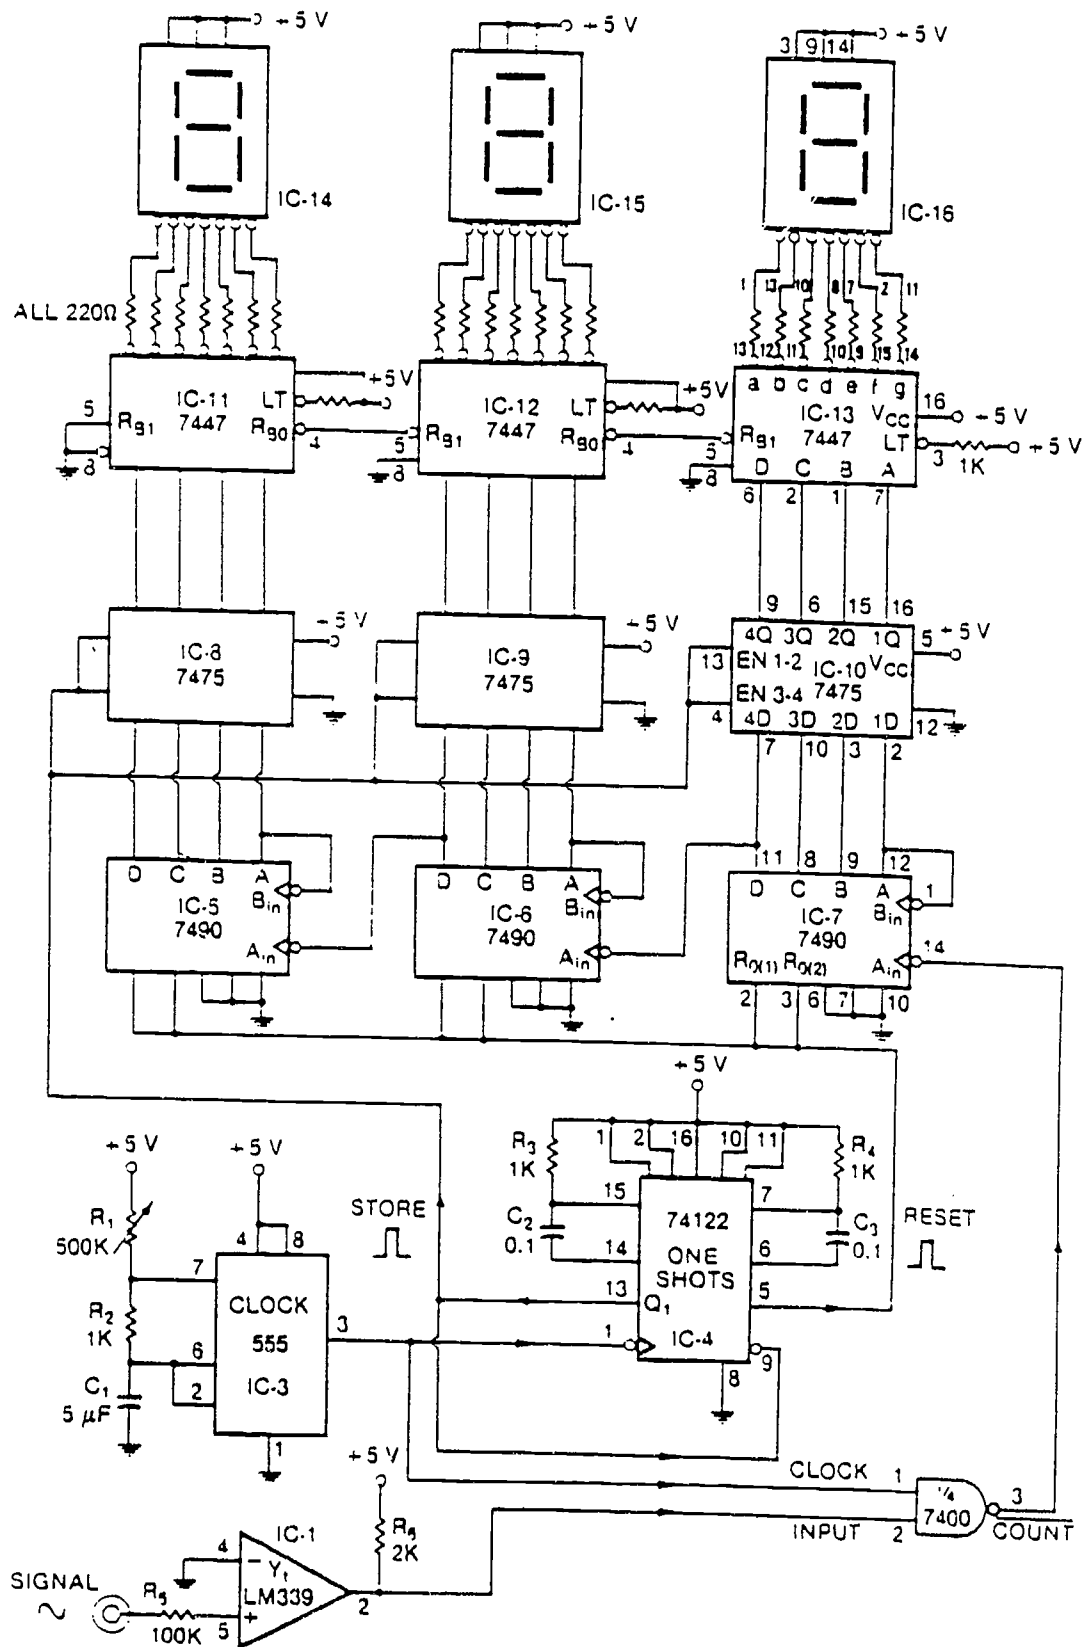 +5 V
+5 V
+5 V
3 9 14
IC-14
IC-15
IC-16
ALL 220Ω
1 13 10 8 7 2 11
13 12 11 10 9 15 14
a b c d e f g
IC-11
7447
+5 V
LT
5
RB1
RB0
4
8
IC-12
7447
+5V
LT
5
RB1
RB0
4
8
IC-13
7447
VCC
16
+5 V
LT
3
1K
+5 V
5
RB1
8
D C B A
6 2 1 7
IC-8
7475
+5 V
IC-9
7475
+5 V
9 6 15 16
4Q 3Q 2Q 1Q
5
+5 V
13
EN 1-2
IC-10
VCC
EN 3-4
7475
4
4D 3D 2D 1D
12
7 10 3 2
D C B A
Bin
IC-5
7490
Ain
D C B A
Bin
IC-6
7490
Ain
11 8 9 12
D C B A
1
Bin
IC-7
7490
14
R0(1) R0(2)
Ain
2 3 6 7 10
+5 V
R3
1K
1 2 16 10 11
R4
1K
15
7
C2
0.1
74122
C3
0.1
RESET
14
ONE
SHOTS
6
13
Q1
5
1
IC-4
9
8
+5 V
+5 V
R1
500K
4 8
STORE
7
R2
1K
CLOCK
3
555
6
IC-3
C1
5 µF
2
1
+5 V
CLOCK
1
¼
7400
3
COUNT
INPUT
2
R6
2K
IC-1
4
−
LM339
2
SIGNAL
~
R5
100K
5
+